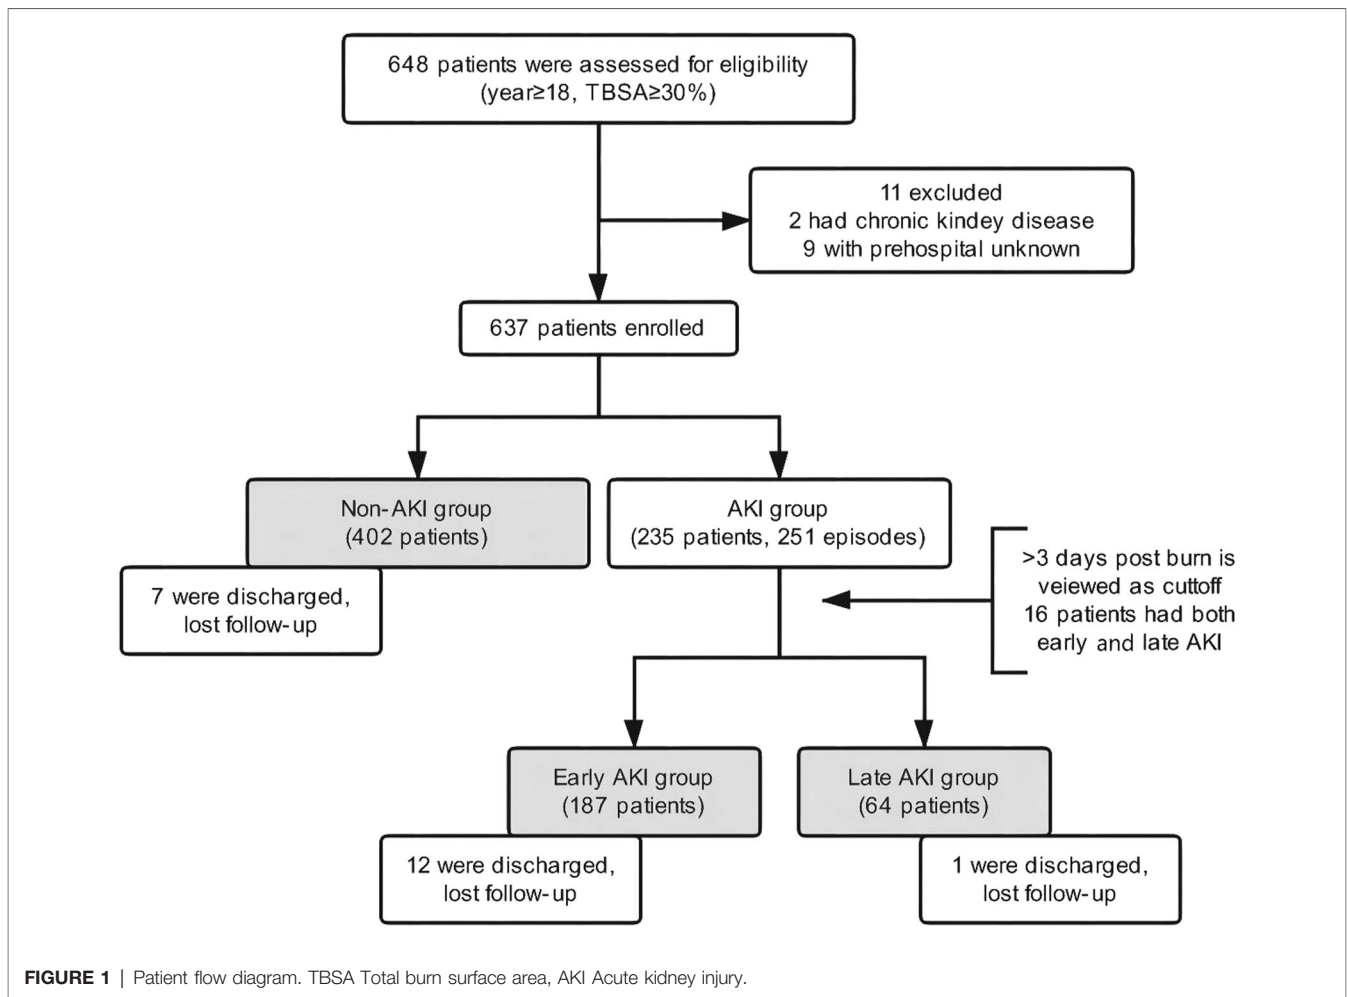 648 patients were assessed for eligibility
(year≥18, TBSA≥30%)
11 excluded
2 had chronic kindey disease
9 with prehospital unknown
637 patients enrolled
Non-AKI group
(402 patients)
AKI group
(235 patients, 251 episodes)
7 were discharged,
lost follow-up
>3 days post burn is
veiewed as cuttoff
16 patients had both
early and late AKI
Early AKI group
(187 patients)
Late AKI group
(64 patients)
12 were discharged,
lost follow-up
1 were discharged,
lost follow-up
FIGURE 1 | Patient flow diagram. TBSA Total burn surface area, AKI Acute kidney injury.